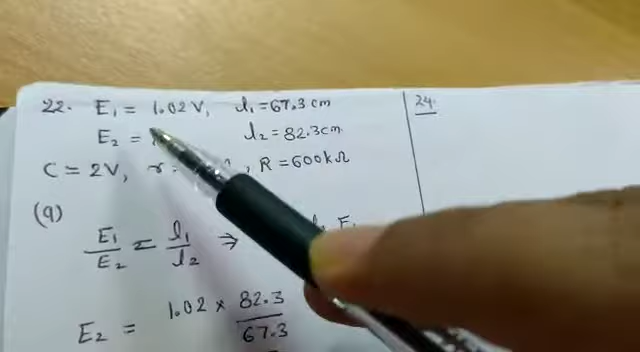 22. E₁ = 1.02 V, l₁ = 67.3 cm
E₂ = l₂ = 82.3 cm
C = 2V, r = , R = 600 kΩ
(a)
E₁/E₂ = l₁/l₂ ⇒ E₁
E₂ = 1.02 × 82.3/67.3
24.